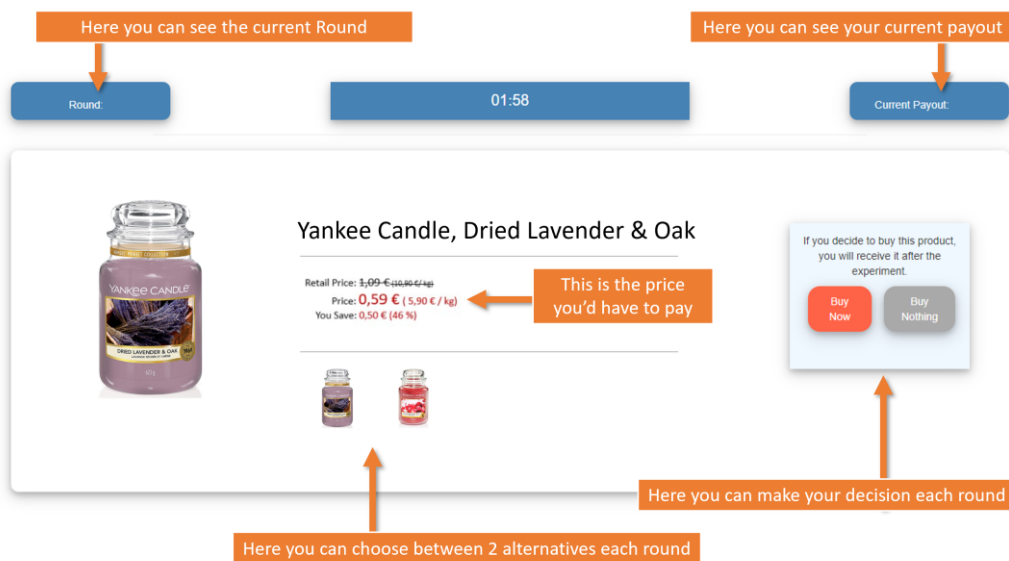 Here you can see the current Round
Here you can see your current payout
Round:
01:58
Current Payout:
Yankee Candle, Dried Lavender & Oak
If you decide to buy this product,
you will receive it after the
experiment.
Retail Price: 1,09 € (10,90 €/ kg)
Price: 0,59 € ( 5,90 € / kg)
You Save: 0,50 € (46 %)
This is the price
you'd have to pay
Buy
Now
Buy
Nothing
YANKEE CANDLE
DRIED LAVENDER & OAK
Here you can make your decision each round
Here you can choose between 2 alternatives each round